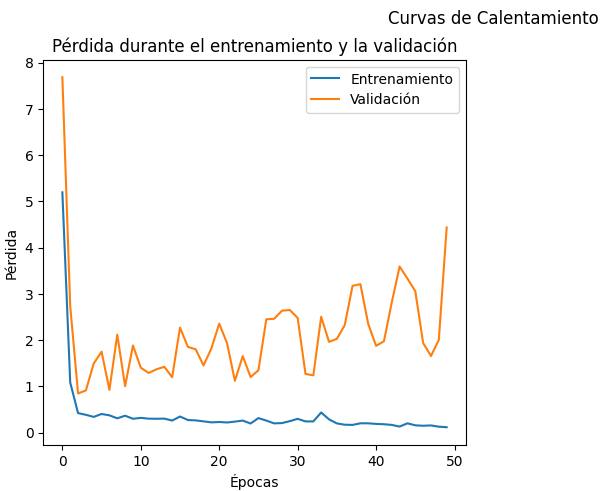 Curvas de Calentamiento
Pérdida durante el entrenamiento y la validación
Entrenamiento
Validación
Pérdida
8
7
6
5
4
3
2
1
0
0 10 20 30 40 50
Épocas